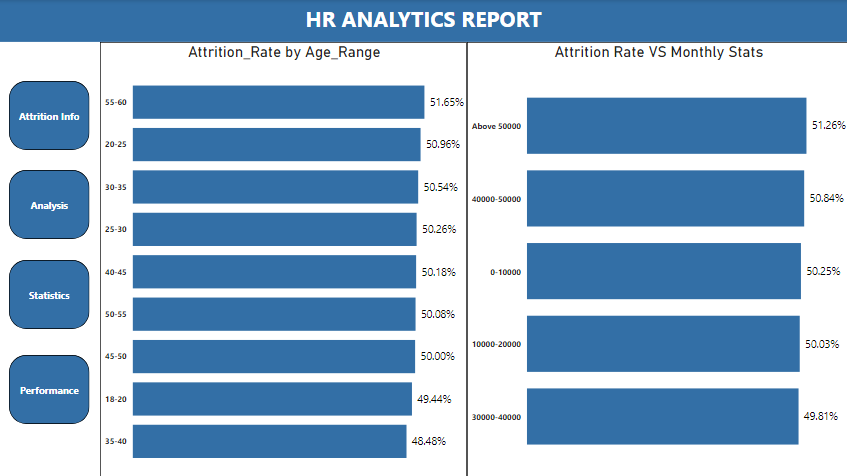 HR ANALYTICS REPORT
Attrition Info
Analysis
Statistics
Performance
Attrition_Rate by Age_Range
55-60 51.65%
20-25 50.96%
30-35 50.54%
25-30 50.26%
40-45 50.18%
50-55 50.08%
45-50 50.00%
18-20 49.44%
35-40 48.48%
Attrition Rate VS Monthly Stats
Above 50000 51.26%
40000-50000 50.84%
0-10000 50.25%
10000-20000 50.03%
30000-40000 49.81%